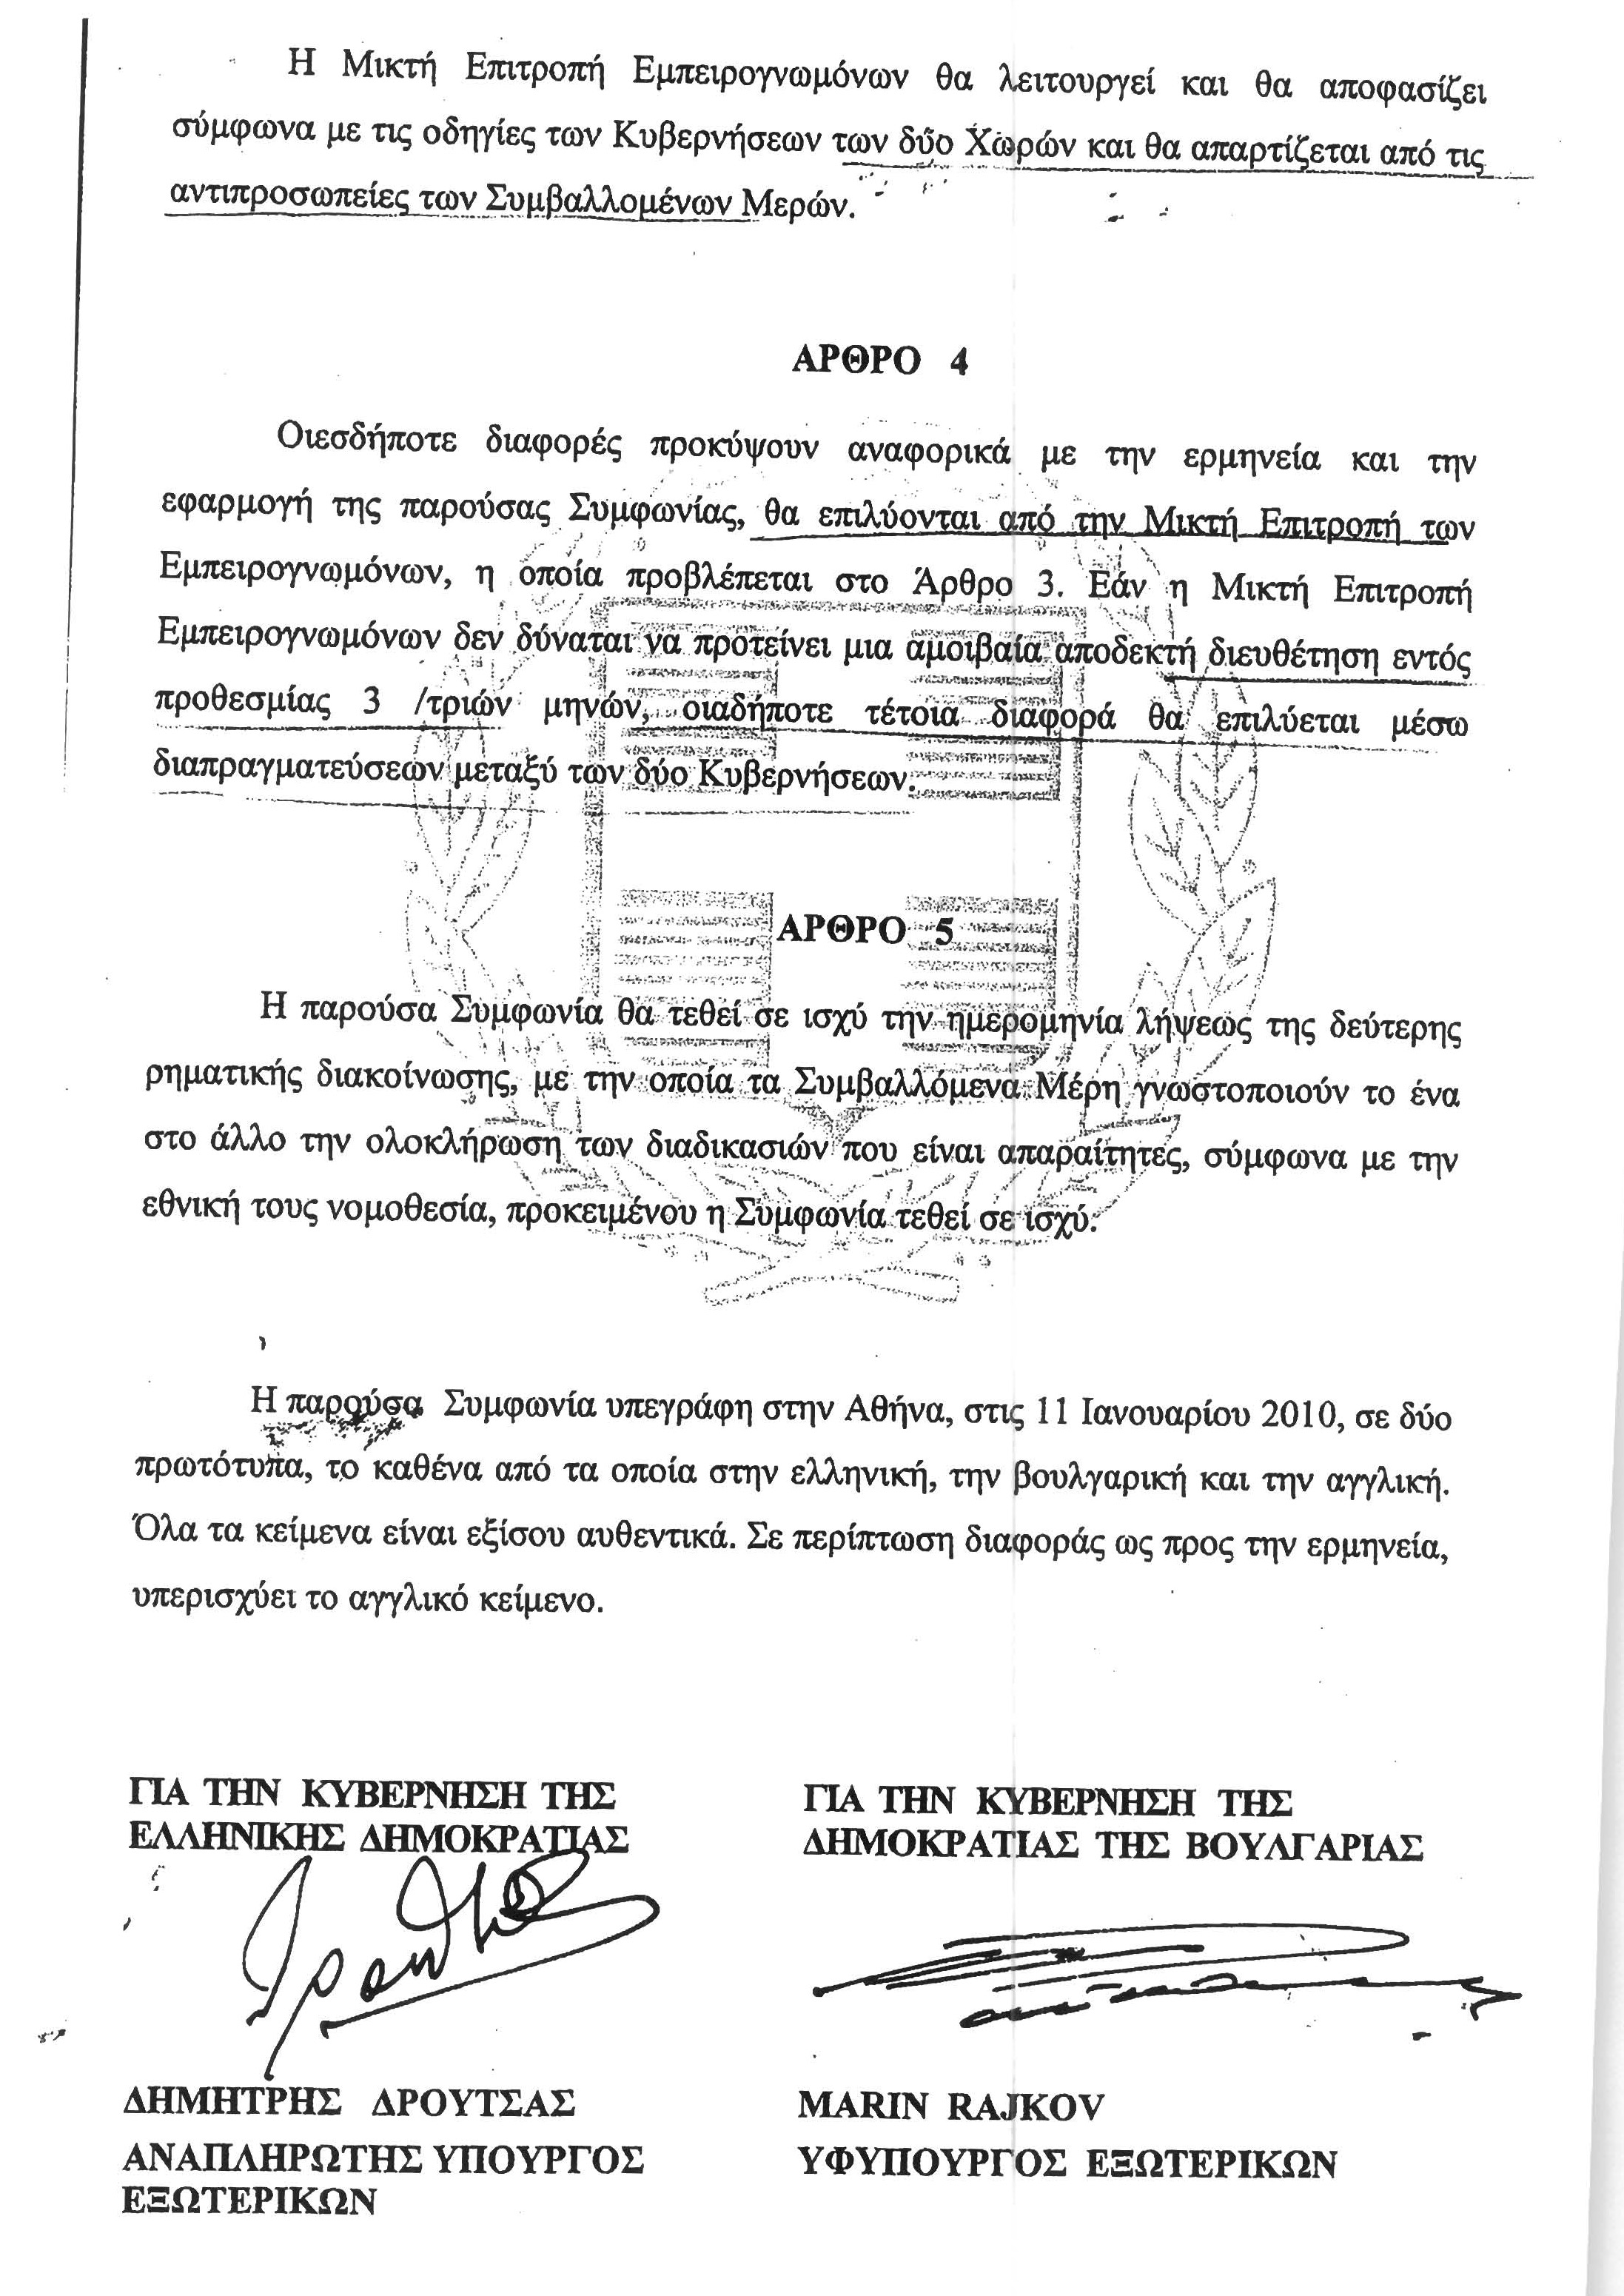 Η Μικτή Επιτροπή Εμπειρογνωμόνων θα λειτουργεί και θα αποφασίζει
σύμφωνα με τις οδηγίες των Κυβερνήσεων των δύο Χωρών και θα απαρτίζεται από τις
αντιπροσωπείες των Συμβαλλομένων Μερών.
ΑΡΘΡΟ 4
Οιεσδήποτε διαφορές προκύψουν αναφορικά με την ερμηνεία και την
εφαρμογή της παρούσας Συμφωνίας, θα επιλύονται από την Μικτή Επιτροπή των
Εμπειρογνωμόνων, η οποία προβλέπεται στο Άρθρο 3. Εάν η Μικτή Επιτροπή
Εμπειρογνωμόνων δεν δύναται να προτείνει μια αμοιβαία αποδεκτή διευθέτηση εντός
προθεσμίας 3 /τριών μηνών, οιαδήποτε τέτοια διαφορά θα επιλύεται μέσω
διαπραγματεύσεων μεταξύ των δύο Κυβερνήσεων.
ΑΡΘΡΟ 5
Η παρούσα Συμφωνία θα τεθεί σε ισχύ την ημερομηνία λήψεως της δεύτερης
ρηματικής διακοίνωσης, με την οποία τα Συμβαλλόμενα Μέρη γνωστοποιούν το ένα
στο άλλο την ολοκλήρωση των διαδικασιών που είναι απαραίτητες, σύμφωνα με την
εθνική τους νομοθεσία, προκειμένου η Συμφωνία τεθεί σε ισχύ.
Η παρούσα Συμφωνία υπεγράφη στην Αθήνα, στις 11 Ιανουαρίου 2010, σε δύο
πρωτότυπα, το καθένα από τα οποία στην ελληνική, την βουλγαρική και την αγγλική.
Όλα τα κείμενα είναι εξίσου αυθεντικά. Σε περίπτωση διαφοράς ως προς την ερμηνεία,
υπερισχύει το αγγλικό κείμενο.
ΓΙΑ ΤΗΝ ΚΥΒΕΡΝΗΣΗ ΤΗΣ
ΕΛΛΗΝΙΚΗΣ ΔΗΜΟΚΡΑΤΙΑΣ
ΔΗΜΗΤΡΗΣ ΔΡΟΥΤΣΑΣ
ΑΝΑΠΛΗΡΩΤΗΣ ΥΠΟΥΡΓΟΣ
ΕΞΩΤΕΡΙΚΩΝ
ΓΙΑ ΤΗΝ ΚΥΒΕΡΝΗΣΗ ΤΗΣ
ΔΗΜΟΚΡΑΤΙΑΣ ΤΗΣ ΒΟΥΛΓΑΡΙΑΣ
MARIN RAJKOV
ΥΦΥΠΟΥΡΓΟΣ ΕΞΩΤΕΡΙΚΩΝ